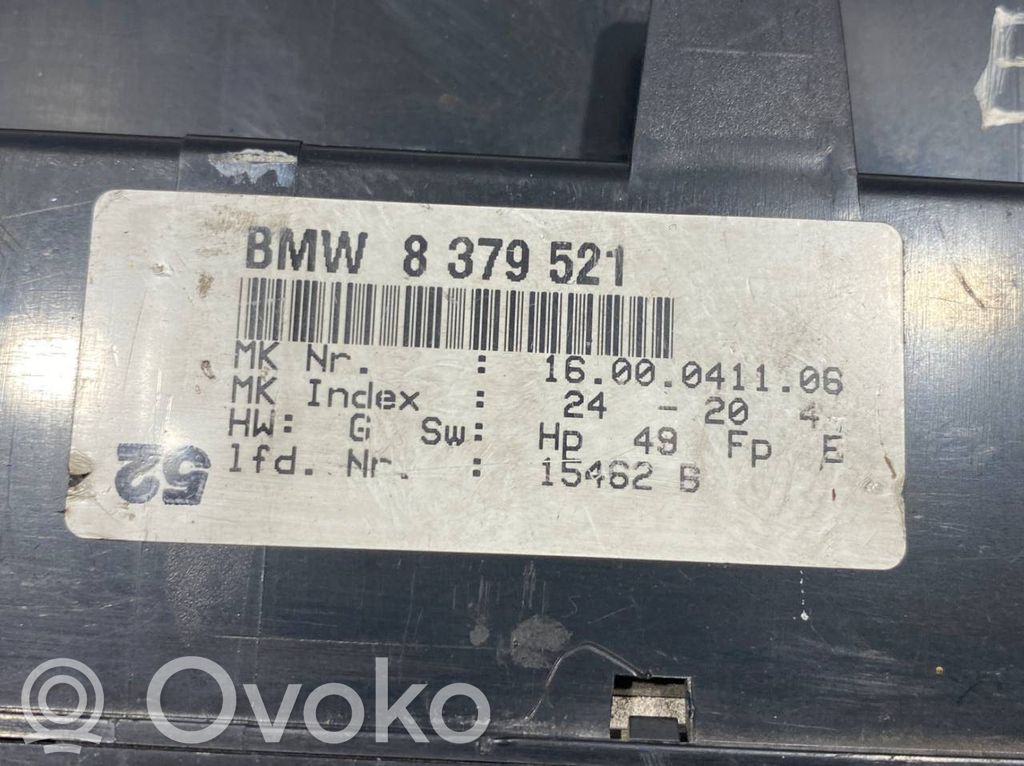 BMW 8 379 521
MK Nr. : 16.00.0411.06
MK Index : 24 - 20 4
HW: G Sw: Hp 49 Fp E
lfd. Nr. : 15462 B
52
E
Ovoko